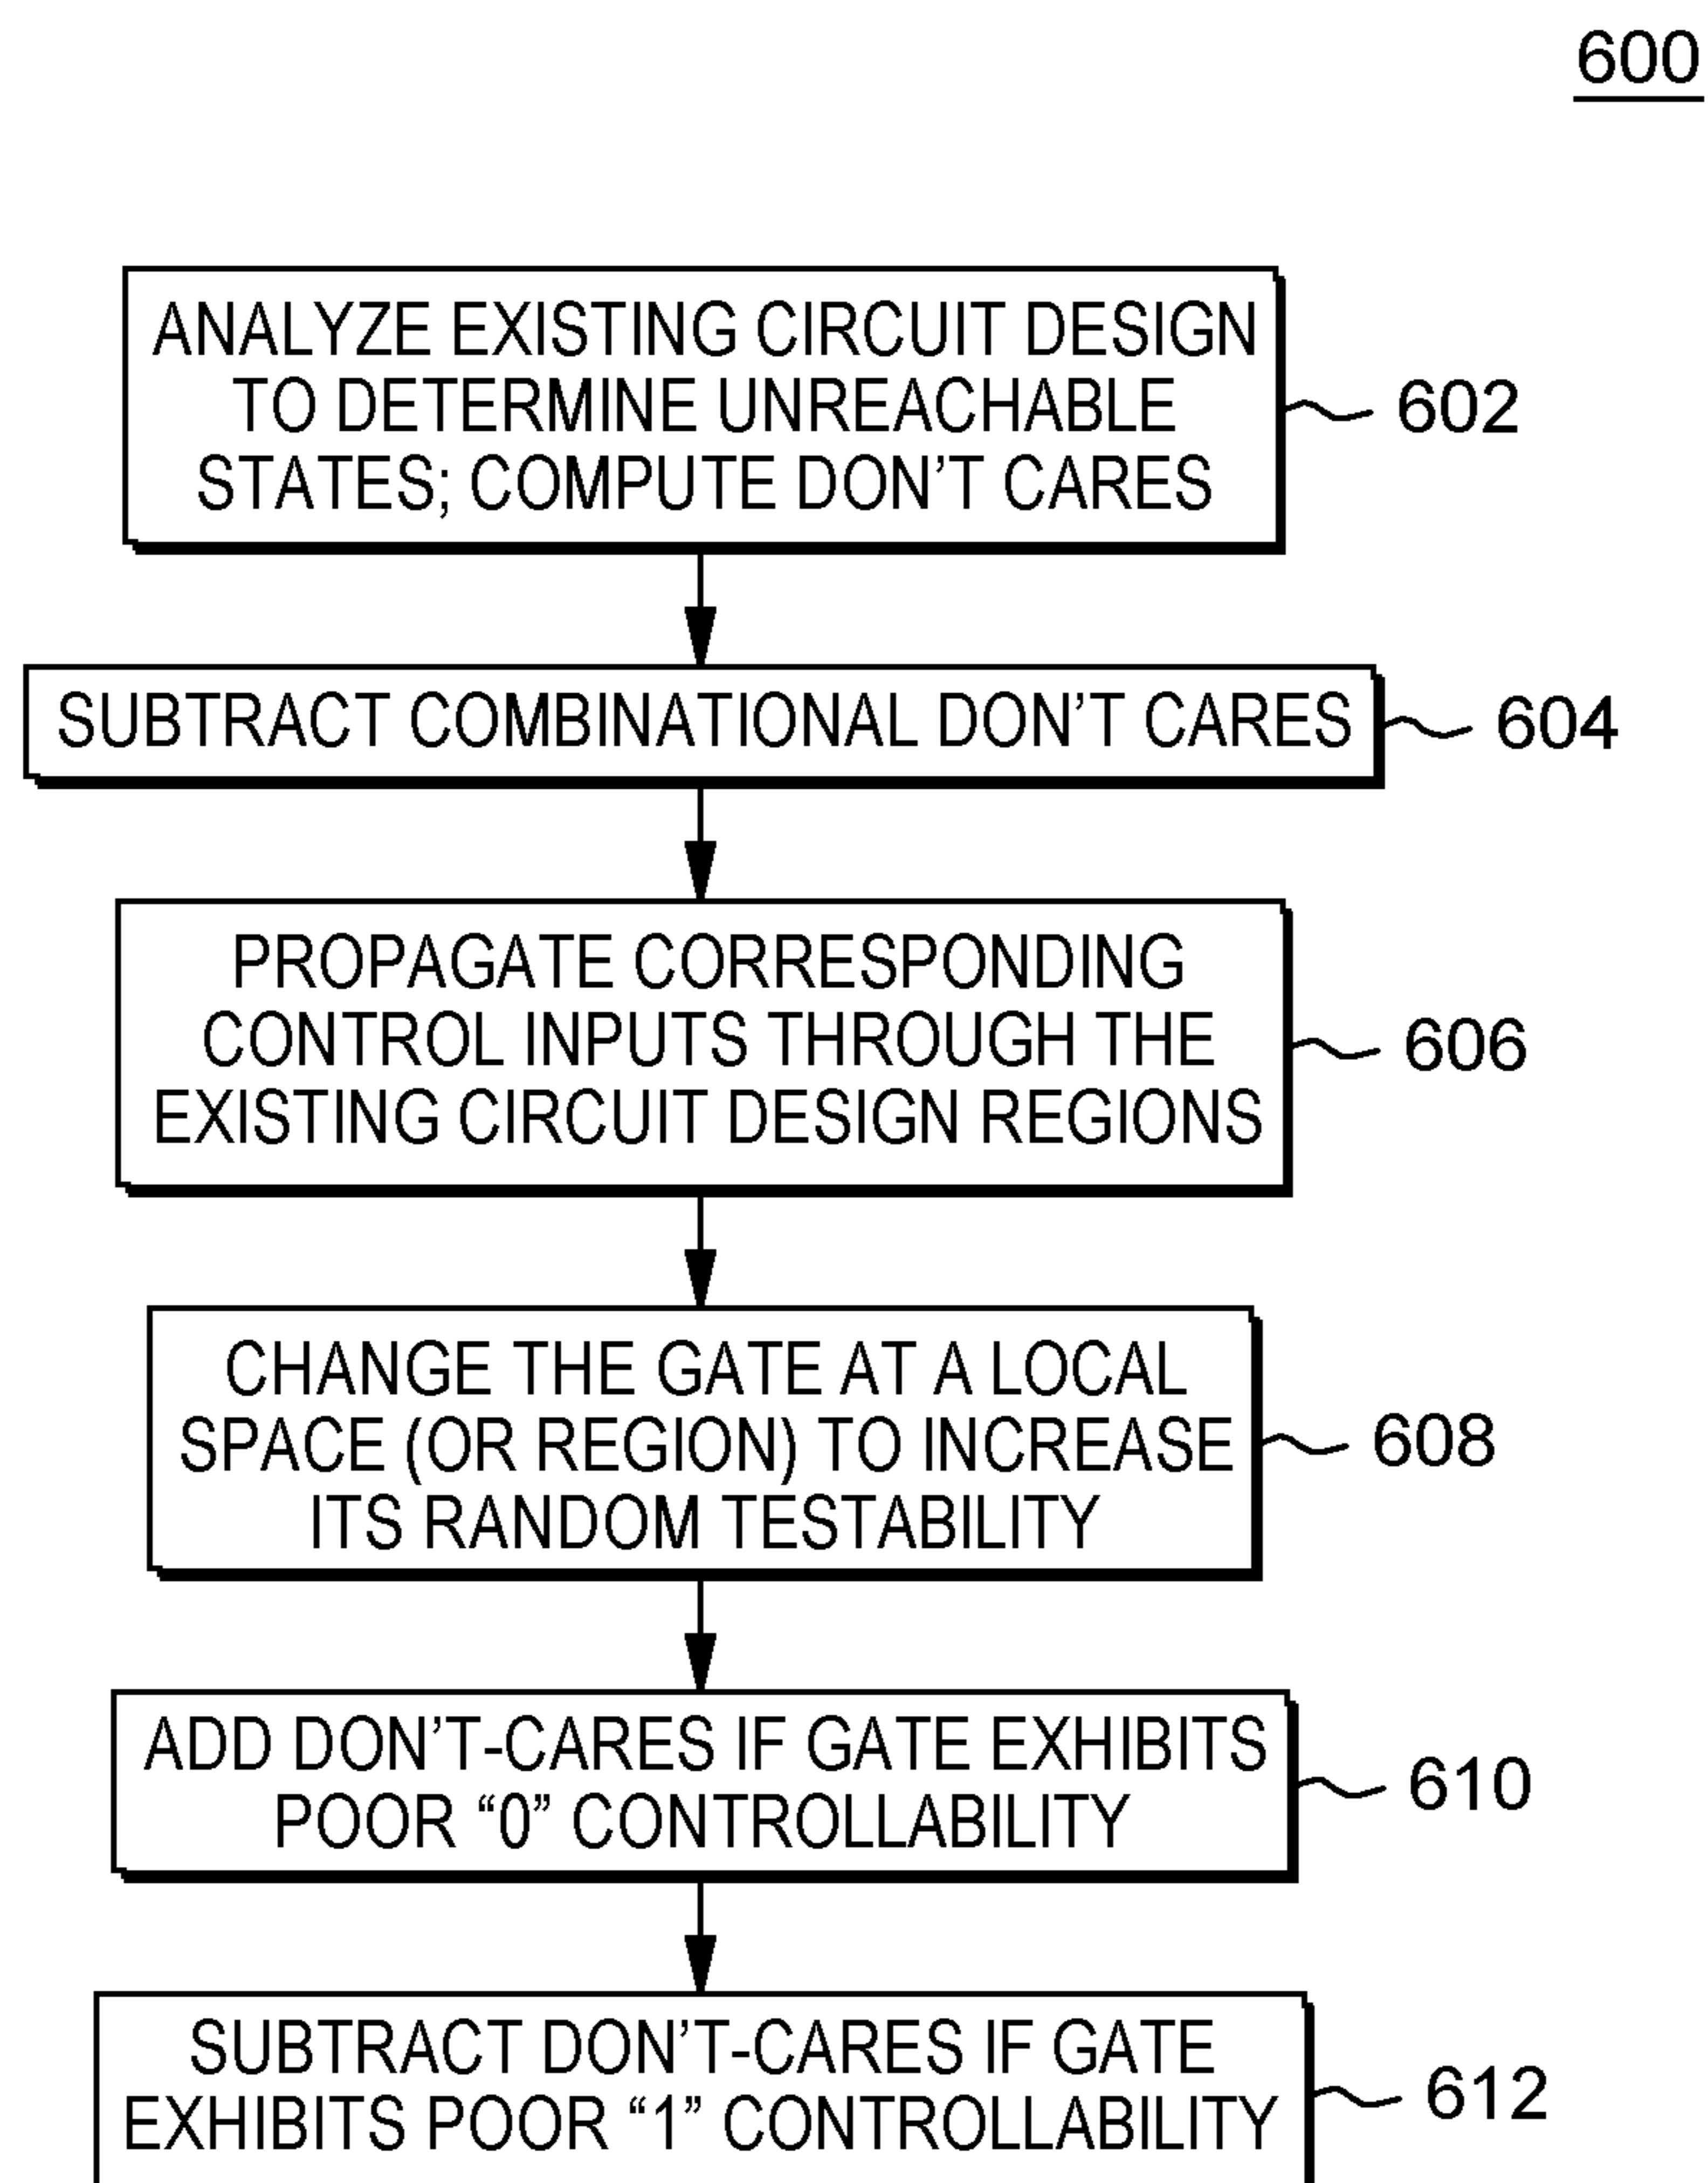 600
ANALYZE EXISTING CIRCUIT DESIGN
TO DETERMINE UNREACHABLE
STATES; COMPUTE DON'T CARES
602
SUBTRACT COMBINATIONAL DON'T CARES
604
PROPAGATE CORRESPONDING
CONTROL INPUTS THROUGH THE
EXISTING CIRCUIT DESIGN REGIONS
606
CHANGE THE GATE AT A LOCAL
SPACE (OR REGION) TO INCREASE
ITS RANDOM TESTABILITY
608
ADD DON'T-CARES IF GATE EXHIBITS
POOR “0” CONTROLLABILITY
610
SUBTRACT DON'T-CARES IF GATE
EXHIBITS POOR “1” CONTROLLABILITY
612